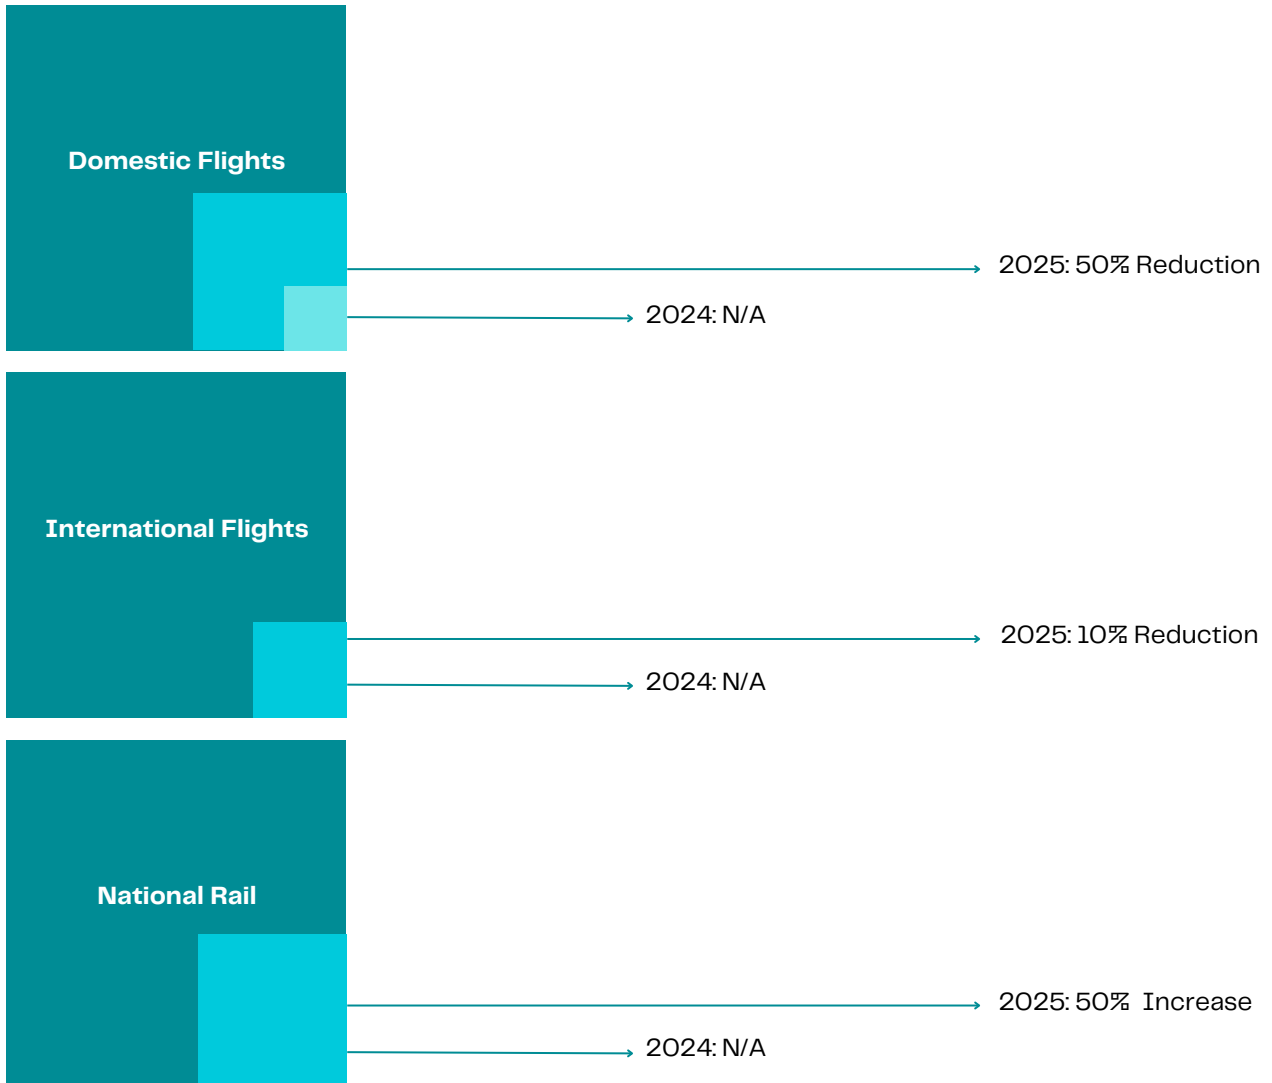 Domestic Flights
2025: 50% Reduction
2024: N/A
International Flights
2025: 10% Reduction
2024: N/A
National Rail
2025: 50% Increase
2024: N/A